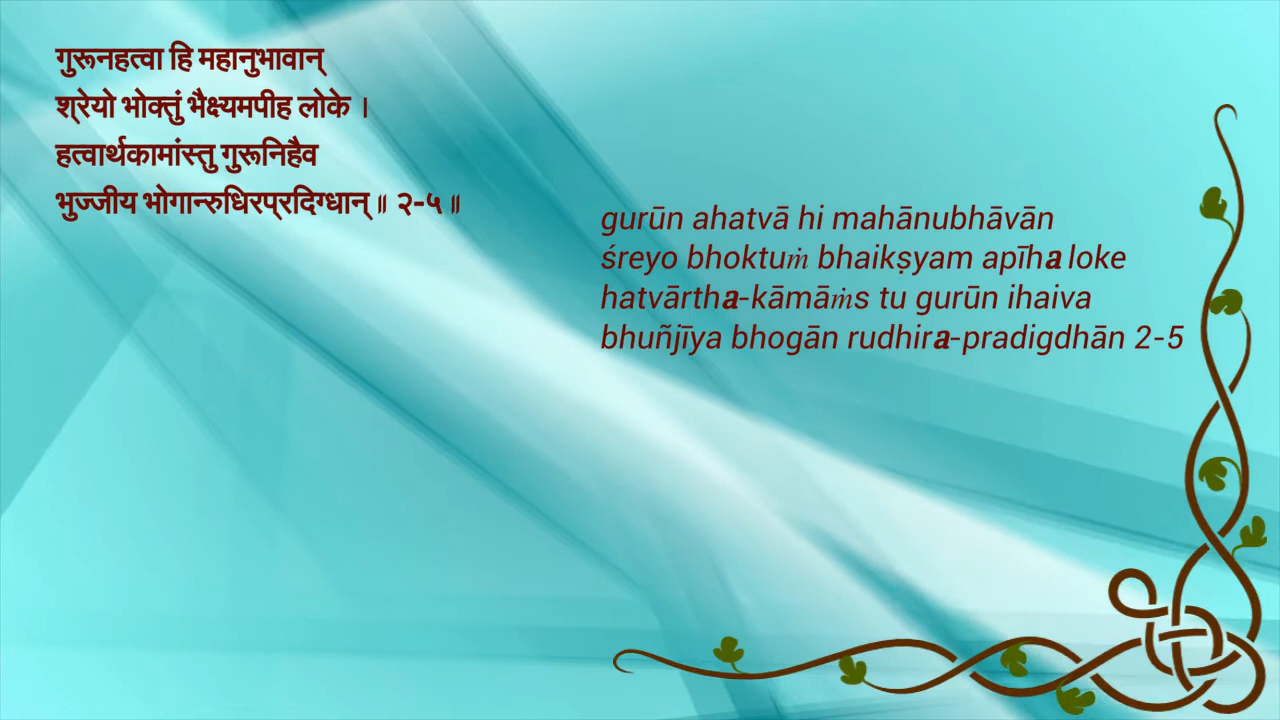 गुरूनहत्वा हि महानुभावान्
श्रेयो भोक्तुं भैक्ष्यमपीह लोके ।
हत्वार्थकामांस्तु गुरूनिहैव
भुज्जीय भोगान्रुधिरप्रदिग्धान् ॥ २-५ ॥
gurūn ahatvā hi mahānubhāvān
śreyo bhoktuṁ bhaikṣyam apīha loke
hatvārtha-kāmāṁs tu gurūn ihaiva
bhuñjīya bhogān rudhira-pradigdhān 2-5